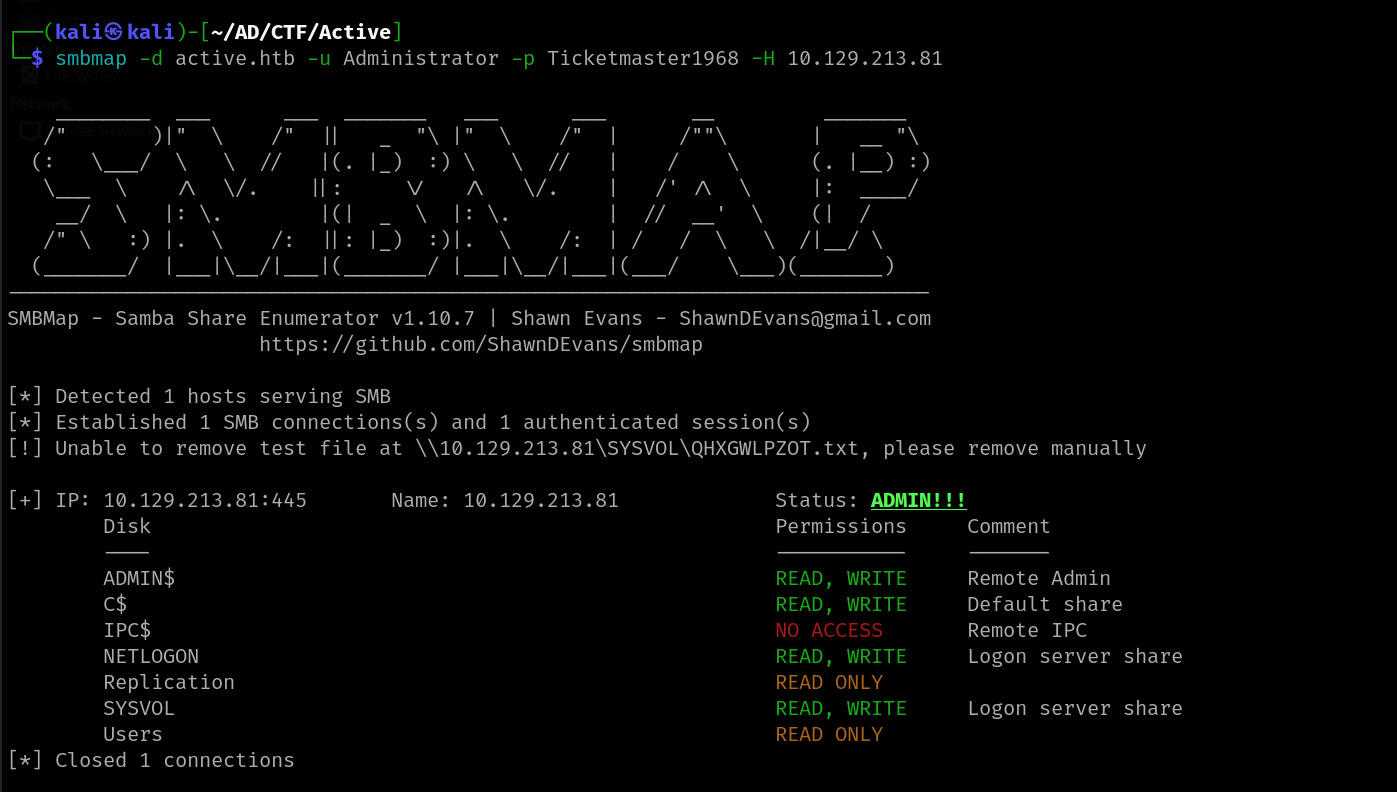 ┌──(kali㉿kali)-[~/AD/CTF/Active]
└─$ smbmap -d active.htb -u Administrator -p Ticketmaster1968 -H 10.129.213.81
SMBMap - Samba Share Enumerator v1.10.7 | Shawn Evans - ShawnDEvans@gmail.com
https://github.com/ShawnDEvans/smbmap
[*] Detected 1 hosts serving SMB
[*] Established 1 SMB connections(s) and 1 authenticated session(s)
[!] Unable to remove test file at \\10.129.213.81\SYSVOL\QHXGWLPZOT.txt, please remove manually
[+] IP: 10.129.213.81:445 Name: 10.129.213.81 Status: ADMIN!!!
Disk Permissions Comment
---- ----------- -------
ADMIN$ READ, WRITE Remote Admin
C$ READ, WRITE Default share
IPC$ NO ACCESS Remote IPC
NETLOGON READ, WRITE Logon server share
Replication READ ONLY
SYSVOL READ, WRITE Logon server share
Users READ ONLY
[*] Closed 1 connections